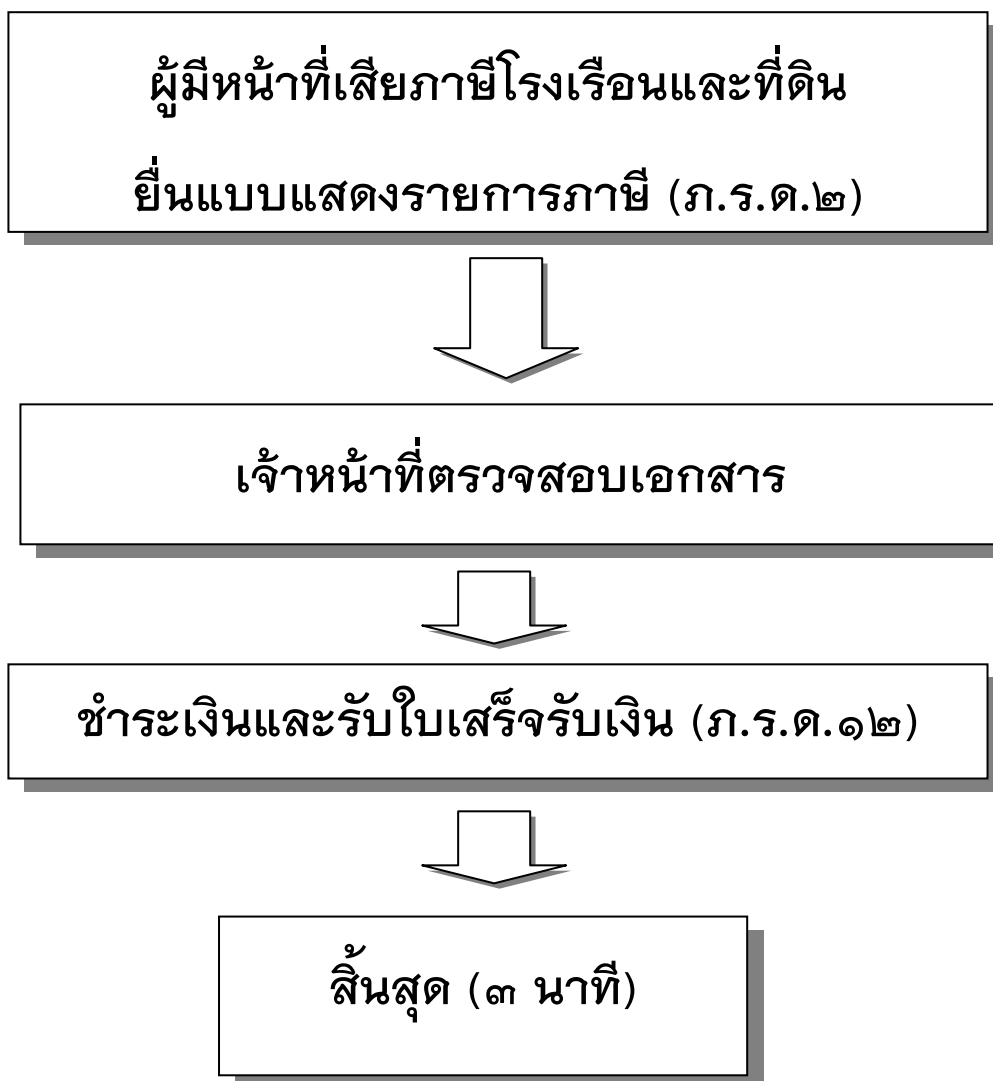 ผู้มีหน้าที่เสียภาษีโรงเรือนและที่ดิน
ยื่นแบบแสดงรายการภาษี (ภ.ร.ด.๒)
เจ้าหน้าที่ตรวจสอบเอกสาร
ชำระเงินและรับใบเสร็จรับเงิน (ภ.ร.ด.๑๒)
สิ้นสุด (๓ นาที)